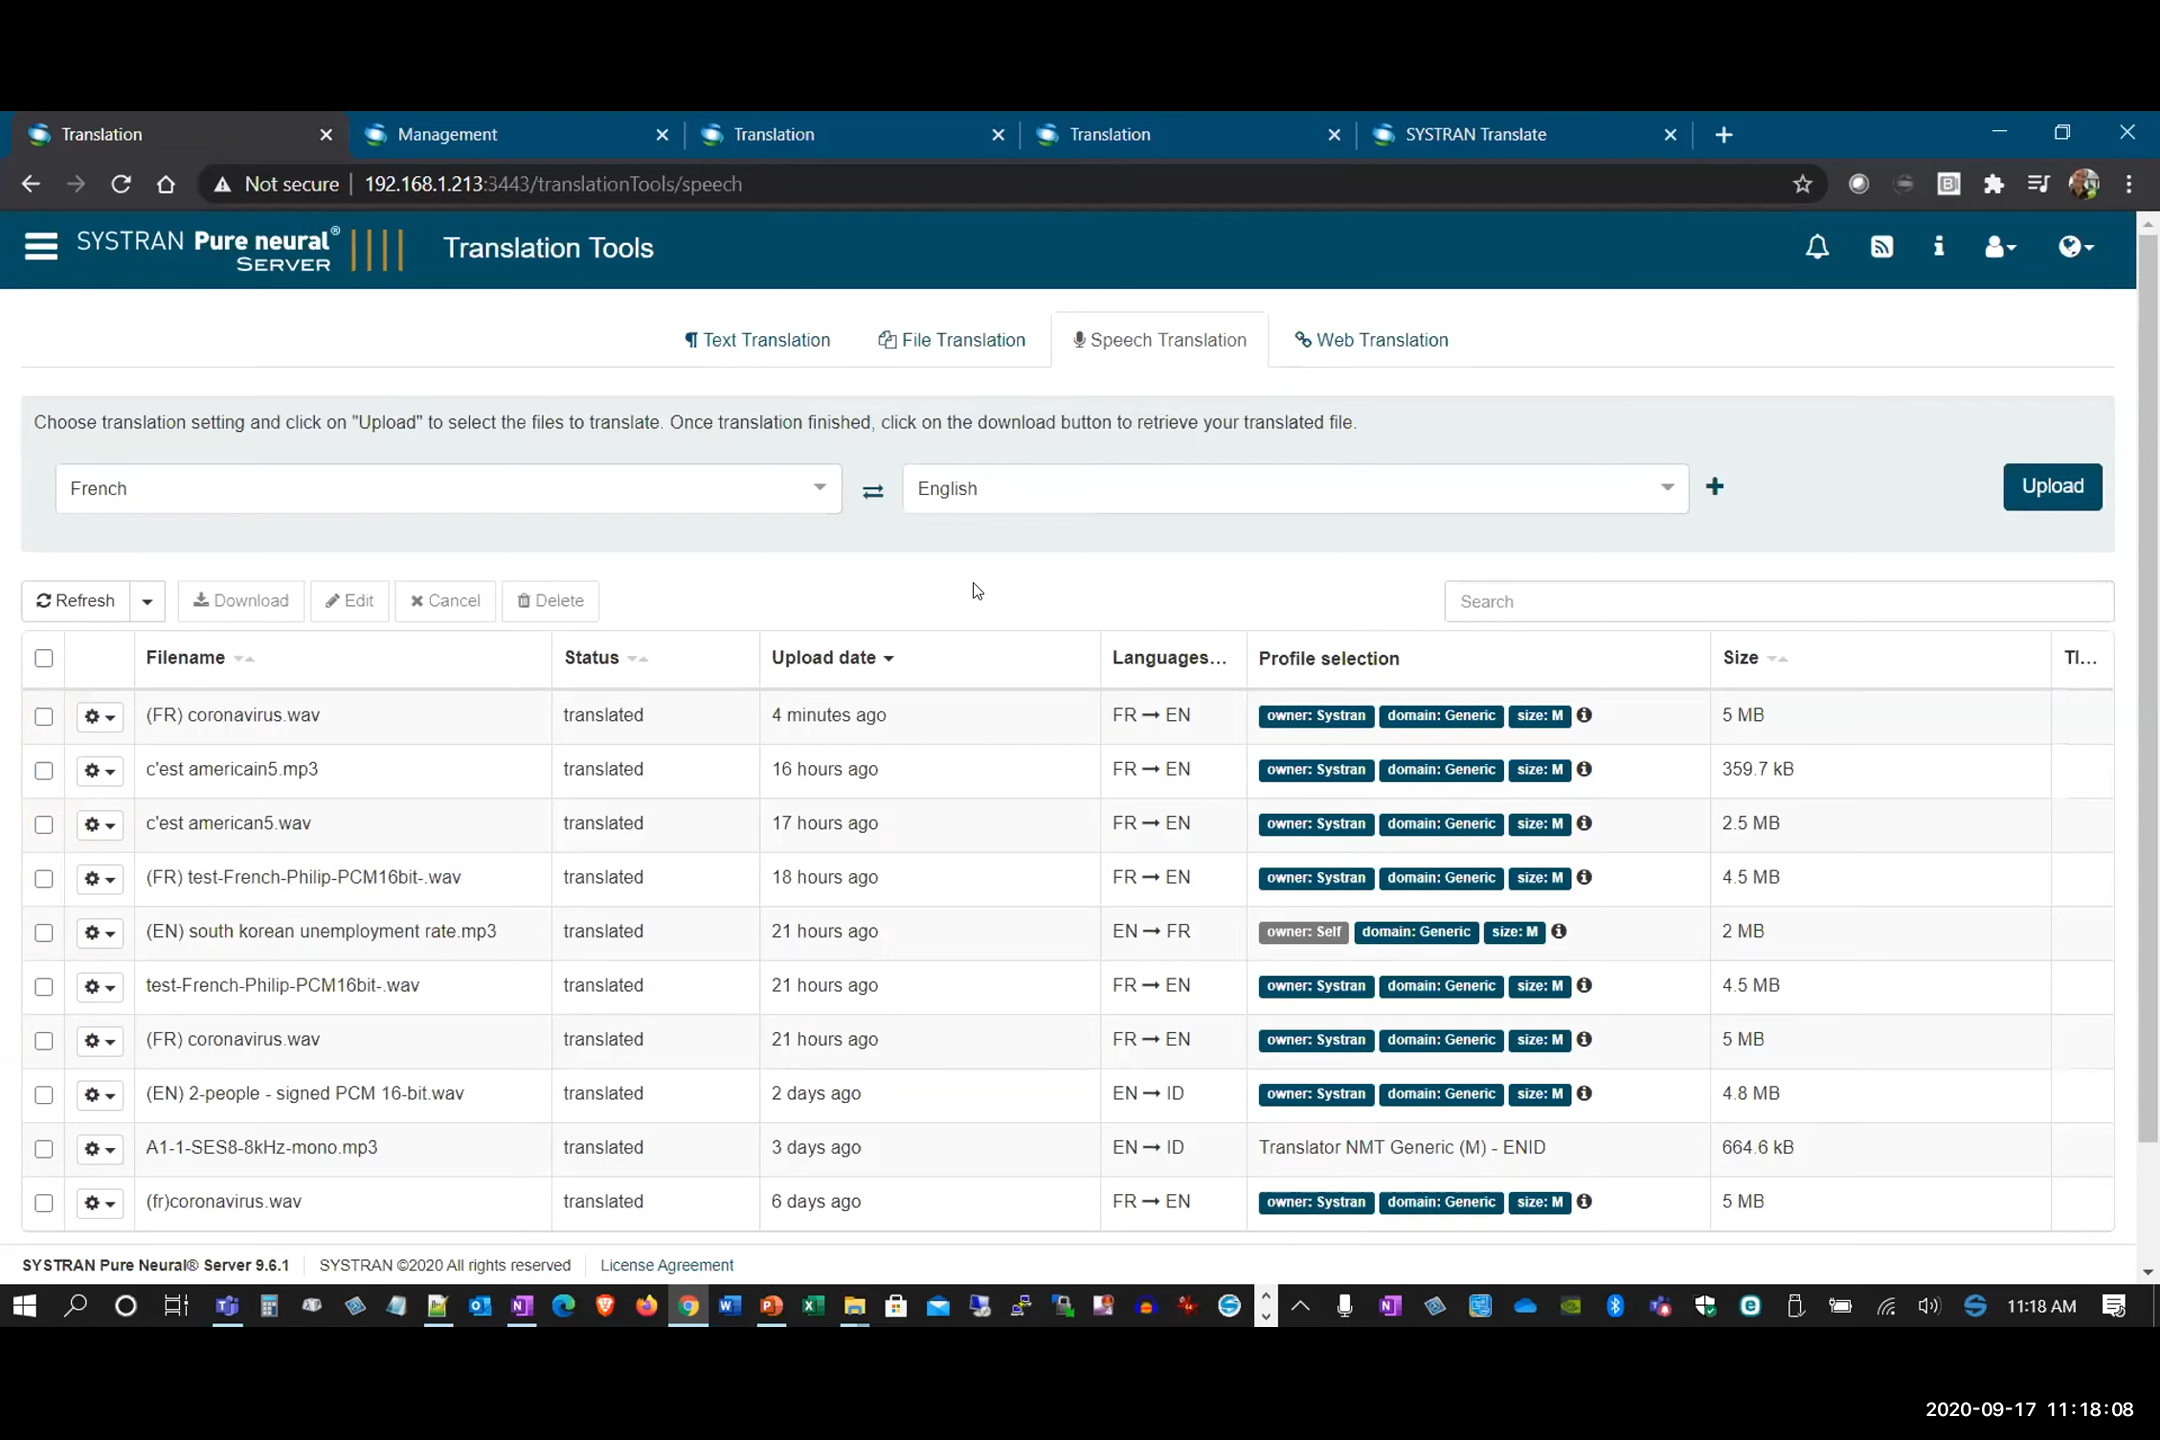 Translation
Management
Translation
Translation
SYSTRAN Translate
Not secure 192.168.1.213:3443/translationTools/speech
SYSTRAN Pure neural® SERVER
Translation Tools
Text Translation
File Translation
Speech Translation
Web Translation
Choose translation setting and click on "Upload" to select the files to translate. Once translation finished, click on the download button to retrieve your translated file.
French
English
Upload
Refresh
Download
Edit
Cancel
Delete
Search
Filename Status Upload date Languages... Profile selection Size TI...
(FR) coronavirus.wav translated 4 minutes ago FR → EN owner: Systran domain: Generic size: M 5 MB
c'est americain5.mp3 translated 16 hours ago FR → EN owner: Systran domain: Generic size: M 359.7 kB
c'est american5.wav translated 17 hours ago FR → EN owner: Systran domain: Generic size: M 2.5 MB
(FR) test-French-Philip-PCM16bit-.wav translated 18 hours ago FR → EN owner: Systran domain: Generic size: M 4.5 MB
(EN) south korean unemployment rate.mp3 translated 21 hours ago EN → FR owner: Self domain: Generic size: M 2 MB
test-French-Philip-PCM16bit-.wav translated 21 hours ago FR → EN owner: Systran domain: Generic size: M 4.5 MB
(FR) coronavirus.wav translated 21 hours ago FR → EN owner: Systran domain: Generic size: M 5 MB
(EN) 2-people - signed PCM 16-bit.wav translated 2 days ago EN → ID owner: Systran domain: Generic size: M 4.8 MB
A1-1-SES8-8kHz-mono.mp3 translated 3 days ago EN → ID Translator NMT Generic (M) - ENID 664.6 kB
(fr)coronavirus.wav translated 6 days ago FR → EN owner: Systran domain: Generic size: M 5 MB
SYSTRAN Pure Neural® Server 9.6.1 SYSTRAN ©2020 All rights reserved License Agreement
11:18 AM
2020-09-17 11:18:08